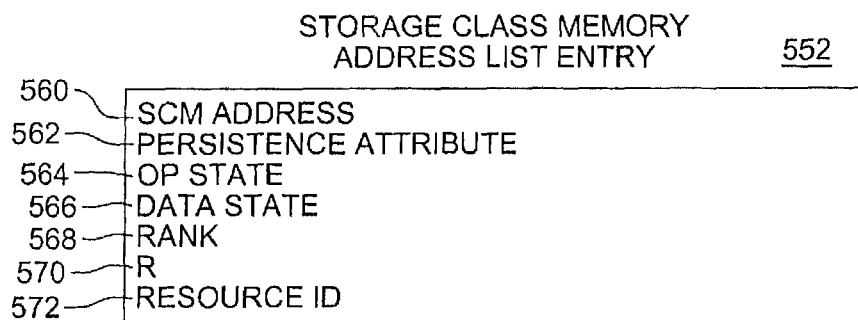 STORAGE CLASS MEMORY
ADDRESS LIST ENTRY 552
560 SCM ADDRESS
562 PERSISTENCE ATTRIBUTE
564 OP STATE
566 DATA STATE
568 RANK
570 R
572 RESOURCE ID